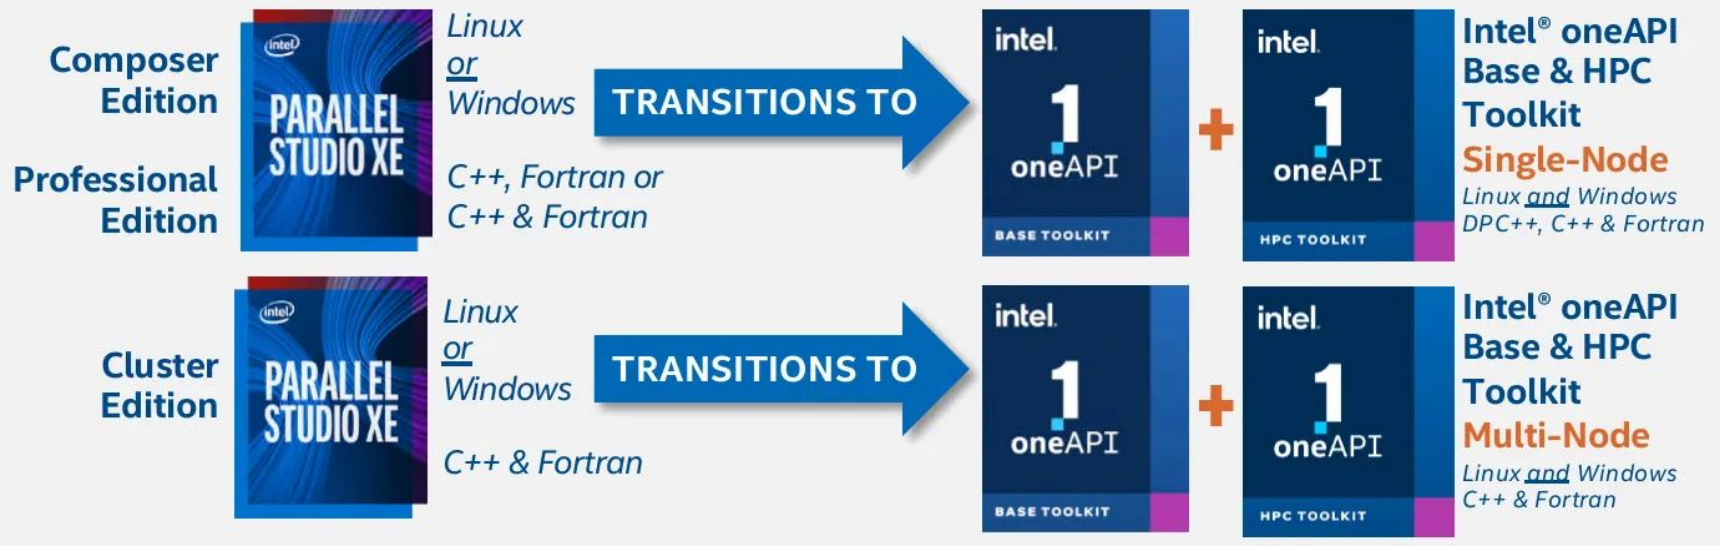 Composer
Edition
Professional
Edition
intel
PARALLEL
STUDIO XE
Linux
or
Windows
C++, Fortran or
C++ & Fortran
TRANSITIONS TO
intel.
1
oneAPI
BASE TOOLKIT
+
intel.
1
oneAPI
HPC TOOLKIT
Intel® oneAPI
Base & HPC
Toolkit
Single-Node
Linux and Windows
DPC++, C++ & Fortran
Cluster
Edition
intel
PARALLEL
STUDIO XE
Linux
or
Windows
C++ & Fortran
TRANSITIONS TO
intel.
1
oneAPI
BASE TOOLKIT
+
intel.
1
oneAPI
HPC TOOLKIT
Intel® oneAPI
Base & HPC
Toolkit
Multi-Node
Linux and Windows
C++ & Fortran